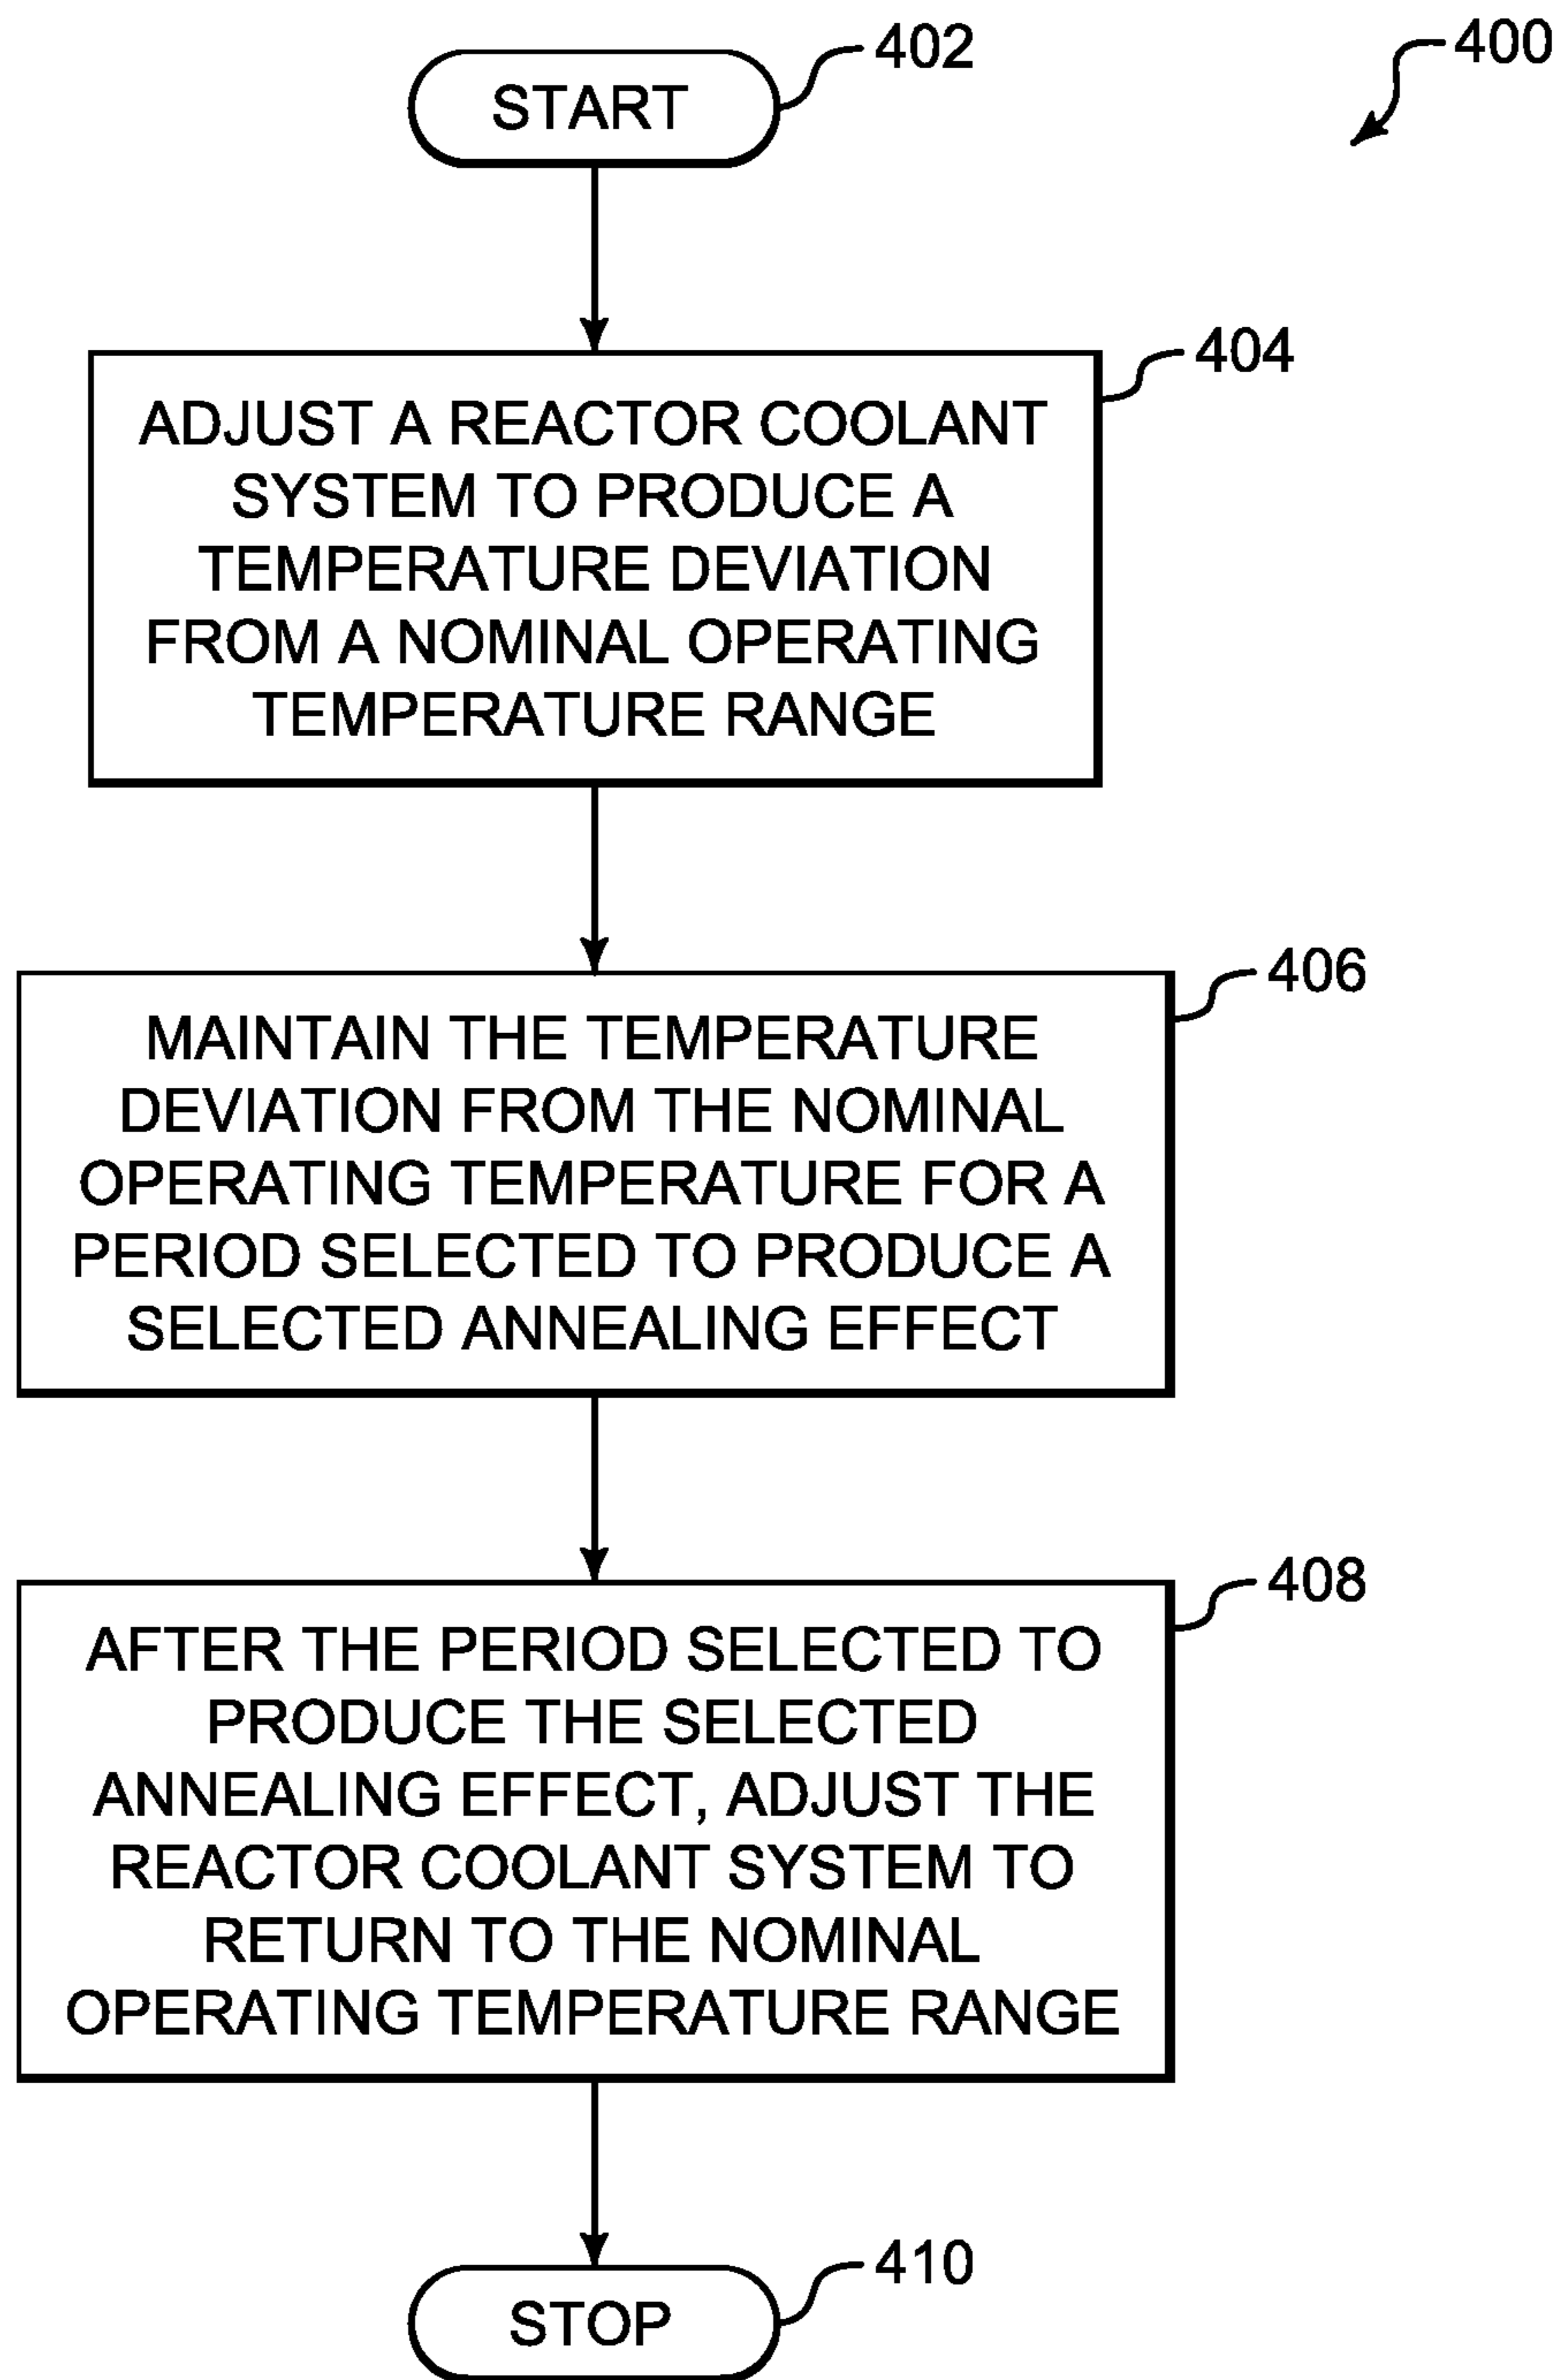 402
400
START
404
ADJUST A REACTOR COOLANT
SYSTEM TO PRODUCE A
TEMPERATURE DEVIATION
FROM A NOMINAL OPERATING
TEMPERATURE RANGE
406
MAINTAIN THE TEMPERATURE
DEVIATION FROM THE NOMINAL
OPERATING TEMPERATURE FOR A
PERIOD SELECTED TO PRODUCE A
SELECTED ANNEALING EFFECT
408
AFTER THE PERIOD SELECTED TO
PRODUCE THE SELECTED
ANNEALING EFFECT, ADJUST THE
REACTOR COOLANT SYSTEM TO
RETURN TO THE NOMINAL
OPERATING TEMPERATURE RANGE
410
STOP